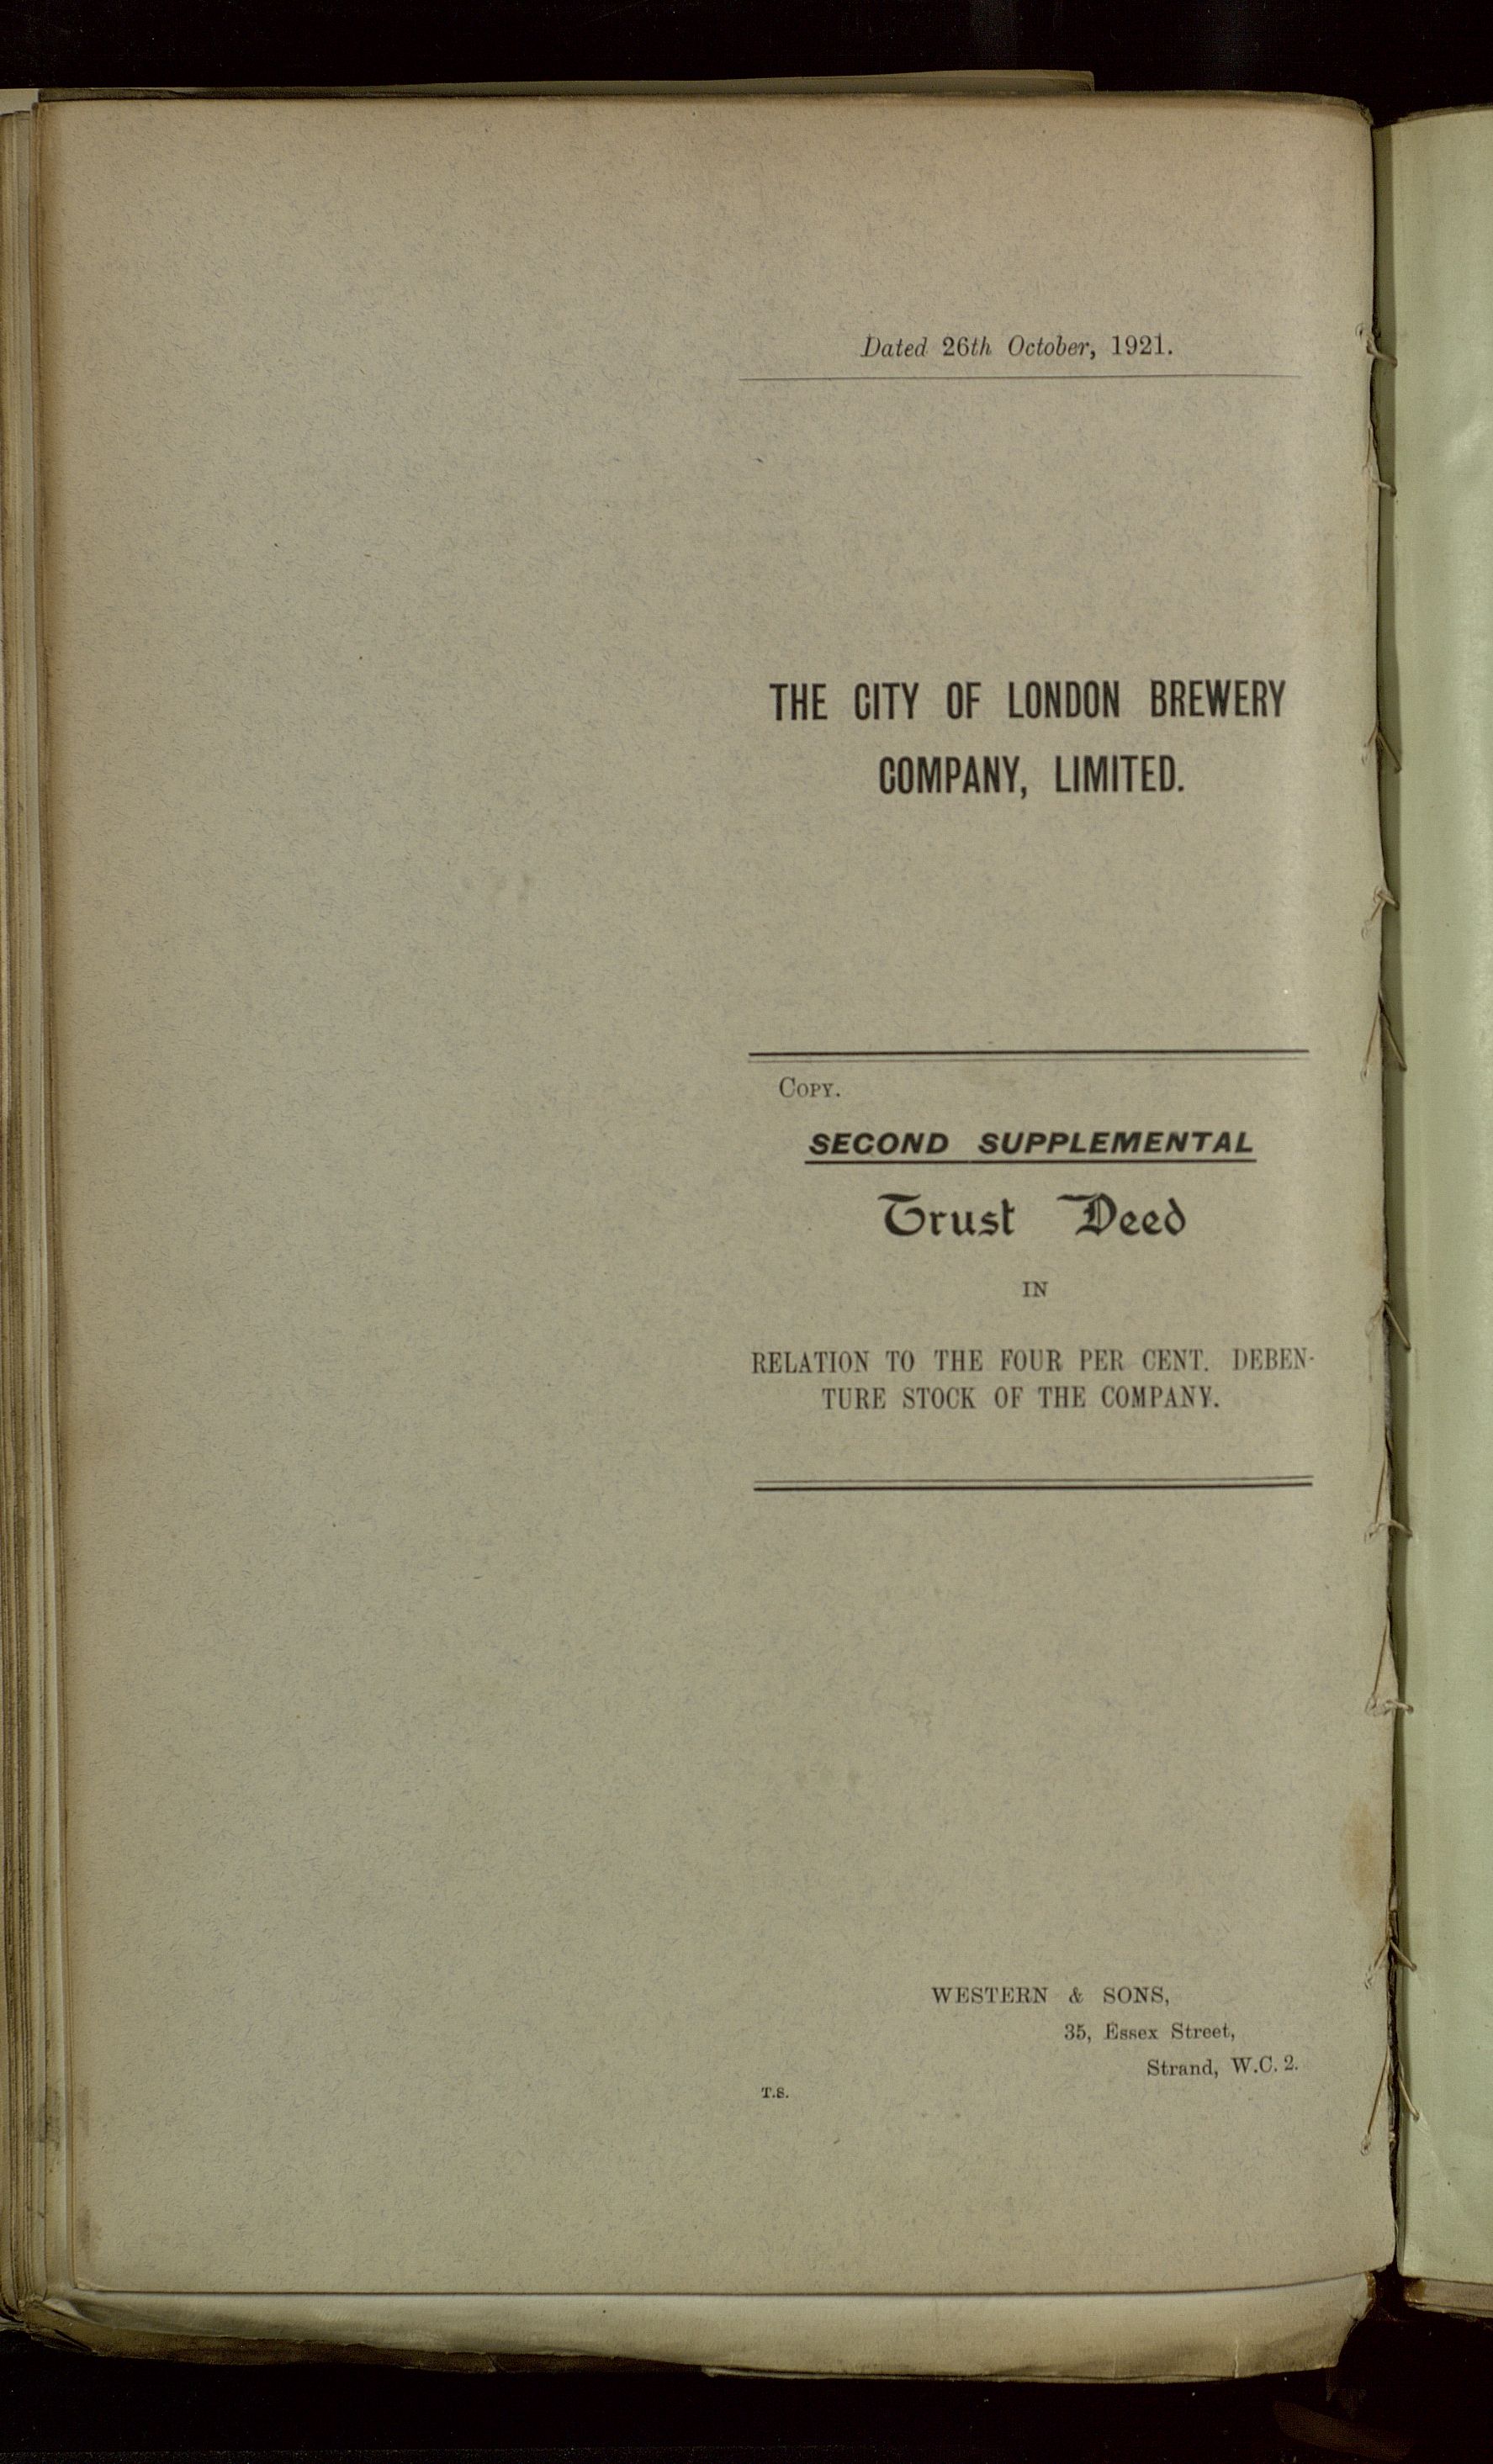 Dated 26th October, 1921.
THE CITY OF LONDON BREWERY
COMPANY, LIMITED.
COPY.
SECOND SUPPLEMENTAL
Trust Deed
IN
RELATION TO THE FOUR PER CENT. DEBEN-
TURE STOCK OF THE COMPANY.
WESTERN & SONS,
35, Essex Street,
Strand, W.C. 2.
T.S.